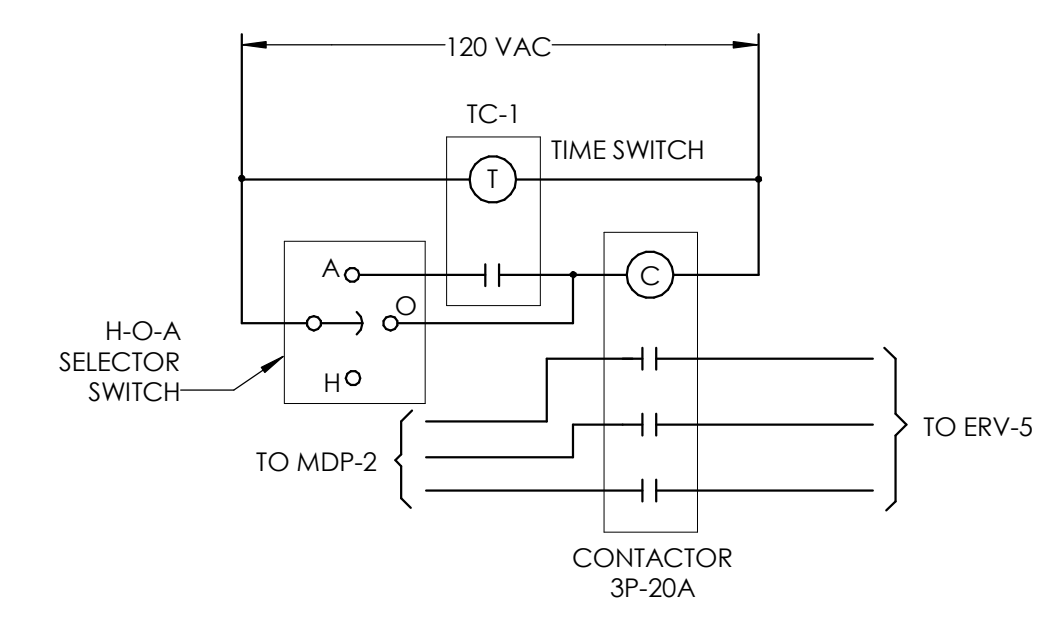 120 VAC
TC-1
TIME SWITCH
T
A
C
O
H-O-A
SELECTOR
SWITCH
H
TO MDP-2
TO ERV-5
CONTACTOR
3P-20A